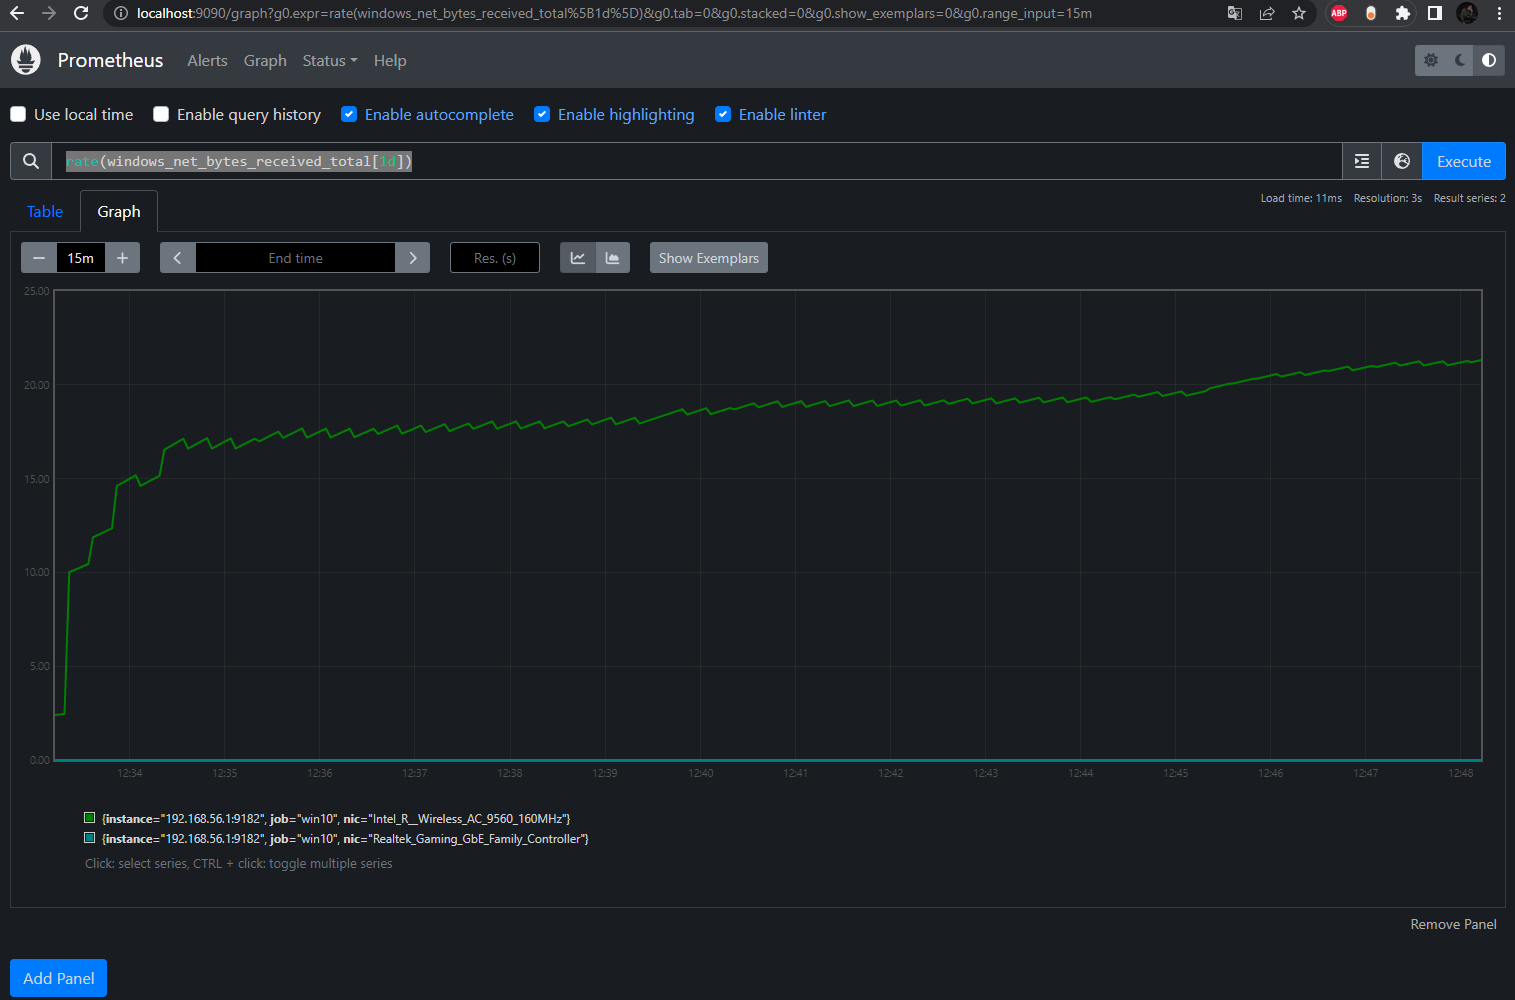 localhost:9090/graph?g0.expr=rate(windows_net_bytes_received_total%5B1d%5D)&g0.tab=0&g0.stacked=0&g0.show_exemplars=0&g0.range_input=15m
ABP
Prometheus Alerts Graph Status Help
Use local time Enable query history Enable autocomplete Enable highlighting Enable linter
rate(windows_net_bytes_received_total[1d]) Execute
Load time: 11ms Resolution: 3s Result series: 2
Table Graph
15m End time Res. (s) Show Exemplars
25.00
20.00
15.00
10.00
5.00
0.00
12:34 12:35 12:36 12:37 12:38 12:39 12:40 12:41 12:42 12:43 12:44 12:45 12:46 12:47 12:48
{instance="192.168.56.1:9182", job="win10", nic="Intel_R__Wireless_AC_9560_160MHz"}
{instance="192.168.56.1:9182", job="win10", nic="Realtek_Gaming_GbE_Family_Controller"}
Click: select series, CTRL + click: toggle multiple series
Remove Panel
Add Panel